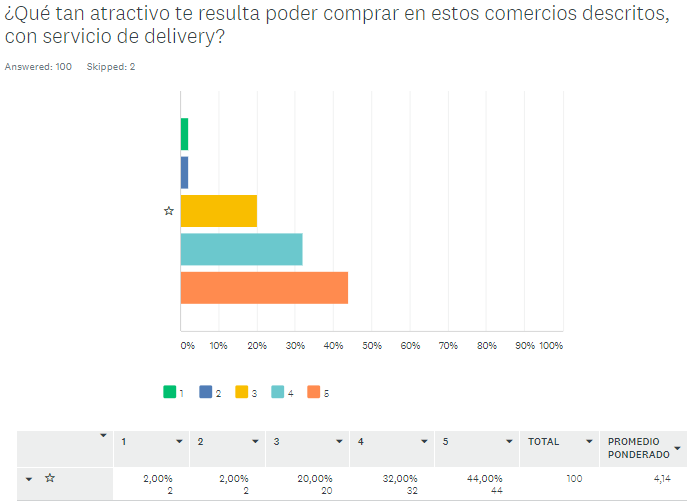 ¿Qué tan atractivo te resulta poder comprar en estos comercios descritos,
con servicio de delivery?
Answered: 100 Skipped: 2
0% 10% 20% 30% 40% 50% 60% 70% 80% 90% 100%
1 2 3 4 5
1 2 3 4 5 TOTAL PROMEDIO
PONDERADO
2,00% 2,00% 20,00% 32,00% 44,00% 100 4,14
2 2 20 32 44